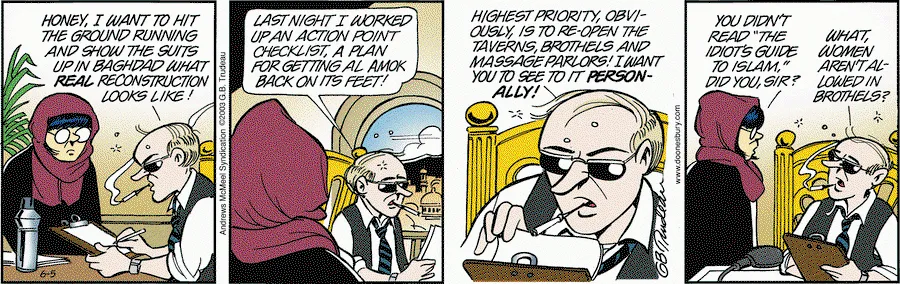 HONEY, I WANT TO HIT
THE GROUND RUNNING
AND SHOW THE SUITS
UP IN BAGHDAD WHAT
REAL RECONSTRUCTION
LOOKS LIKE!
6-5
Andrews McMeel Syndication ©2003 G.B. Trudeau
LAST NIGHT I WORKED
UP AN ACTION POINT
CHECKLIST, A PLAN
FOR GETTING AL AMOK
BACK ON ITS FEET!
HIGHEST PRIORITY, OBVI-
OUSLY, IS TO RE-OPEN THE
TAVERNS, BROTHELS AND
MASSAGE PARLORS! I WANT
YOU TO SEE TO IT PERSON-
ALLY!
GBTrudeau
www.doonesbury.com
YOU DIDN'T
READ "THE
IDIOT'S GUIDE
TO ISLAM,"
DID YOU, SIR?
WHAT,
WOMEN
AREN'T AL-
LOWED IN
BROTHELS?